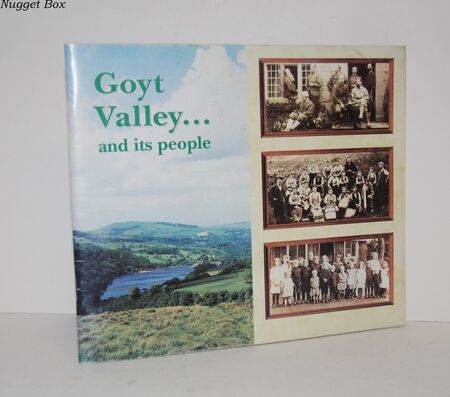 Nugget Box
Goyt
Valley...
and its people